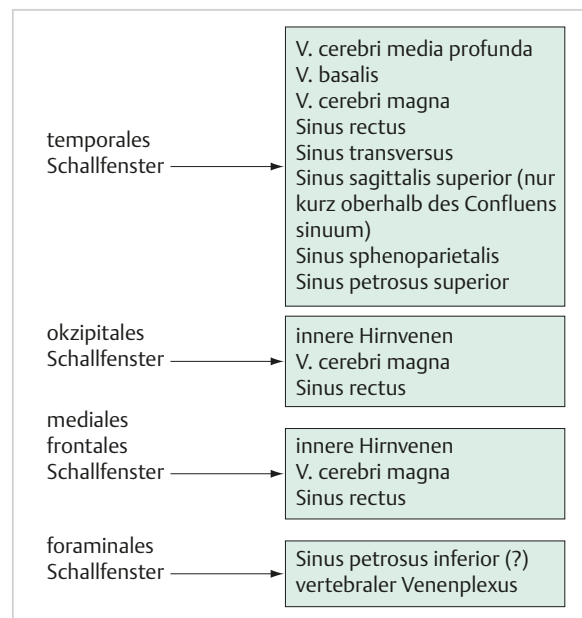 temporales
Schallfenster
V. cerebri media profunda
V. basalis
V. cerebri magna
Sinus rectus
Sinus transversus
Sinus sagittalis superior (nur
kurz oberhalb des Confluens
sinuum)
Sinus sphenoparietalis
Sinus petrosus superior
okzipitales
Schallfenster
innere Hirnvenen
V. cerebri magna
Sinus rectus
mediales
frontales
Schallfenster
innere Hirnvenen
V. cerebri magna
Sinus rectus
foraminales
Schallfenster
Sinus petrosus inferior (?)
vertebraler Venenplexus